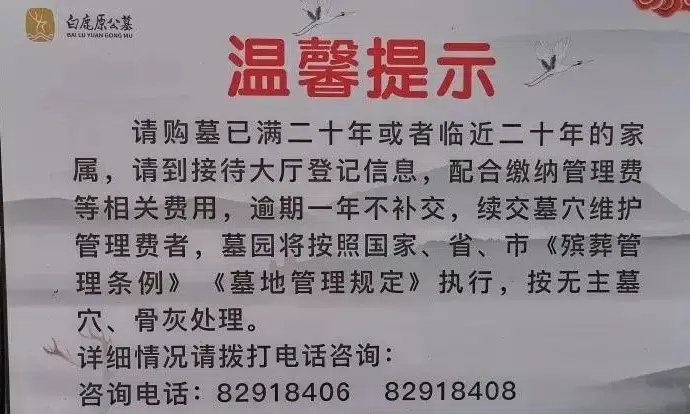 白鹿原公墓
BAI LU YUAN GONG MU
温馨提示
请购墓已满二十年或者临近二十年的家
属，请到接待大厅登记信息，配合缴纳管理费
等相关费用，逾期一年不补交，续交墓穴维护
管理费者，墓园将按照国家、省、市《殡葬管
理条例》《墓地管理规定》执行，按无主墓
穴、骨灰处理。
详细情况请拨打电话咨询：
咨询电话：82918406 82918408